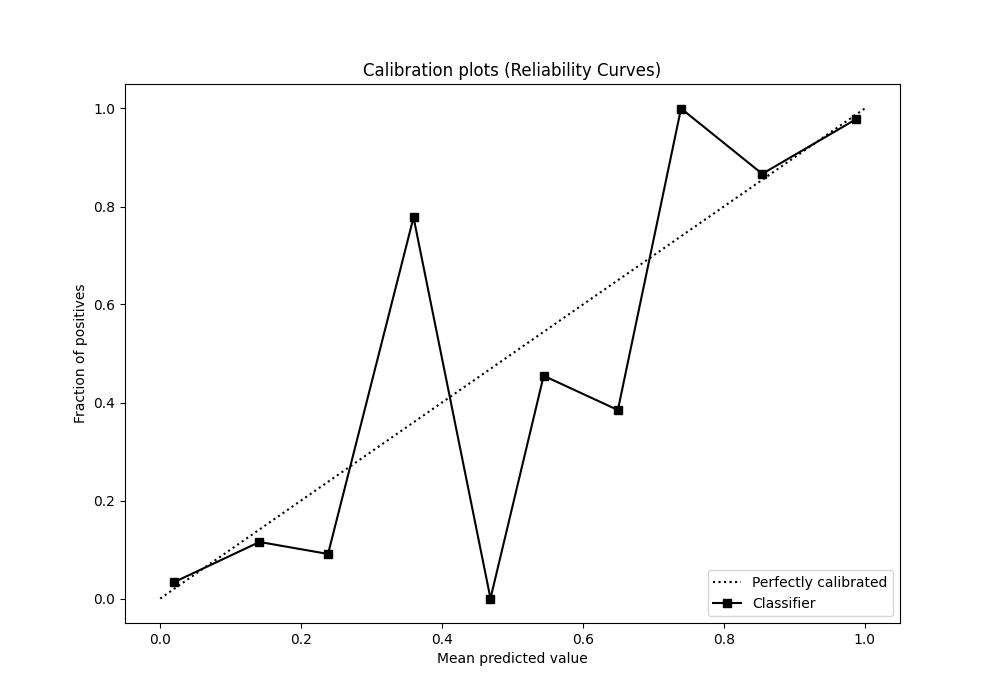 Calibration plots (Reliability Curves)
Fraction of positives
1.0
0.8
0.6
0.4
0.2
0.0
0.0 0.2 0.4 0.6 0.8 1.0
Mean predicted value
Perfectly calibrated
Classifier